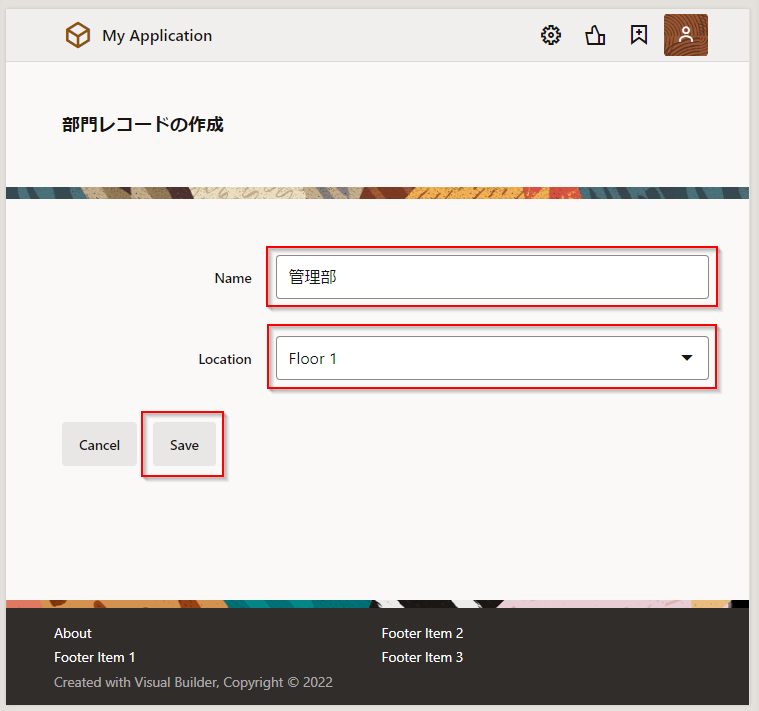 My Application
部門レコードの作成
Name
管理部
Location
Floor 1
Cancel
Save
About
Footer Item 2
Footer Item 1
Footer Item 3
Created with Visual Builder, Copyright © 2022